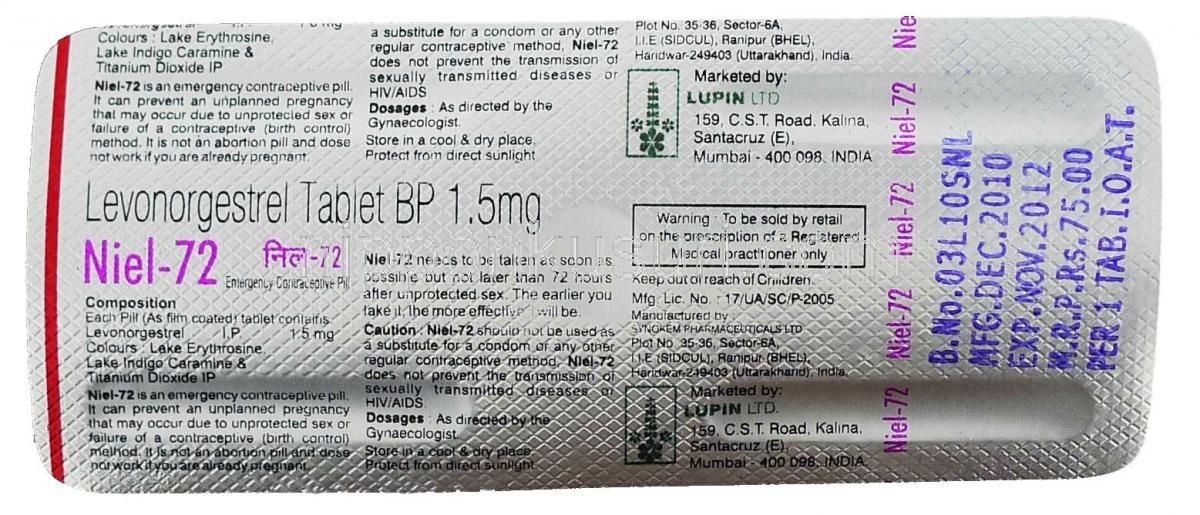 Colours : Lake Erythrosine,
Lake Indigo Caramine &
Titanium Dioxide IP
Niel-72 is an emergency contraceptive pill.
It can prevent an unplanned pregnancy
that may occur due to unprotected sex or
failure of a contraceptive (birth control)
method. It is not an abortion pill and dose
not work if you are already pregnant.
a substitute for a condom or any other
regular contraceptive method. Niel-72
does not prevent the transmission of
sexually transmitted diseases or
HIV/AIDS
Dosages : As directed by the
Gynaecologist.
Store in a cool & dry place.
Protect from direct sunlight
Plot No. 35-36, Sector-6A,
I.I.E (SIDCUL), Ranipur (BHEL),
Haridwar-249403 (Uttarakhand), India.
Marketed by:
LUPIN LTD
159, C.S.T. Road, Kalina,
Santacruz (E),
Mumbai - 400 098, INDIA
Levonorgestrel Tablet BP 1.5mg
Niel-72 निल-72
Emergency Contraceptive Pill
Composition
Each Pill (As film coated) tablet contains
Levonorgestrel I.P. 1.5 mg
Colours : Lake Erythrosine,
Lake Indigo Caramine &
Titanium Dioxide IP
Niel-72 is an emergency contraceptive pill.
It can prevent an unplanned pregnancy
that may occur due to unprotected sex or
failure of a contraceptive (birth control)
method. It is not an abortion pill and dose
not work if you are already pregnant.
Niel-72 needs to be taken as soon as
possible but not later than 72 hours
after unprotected sex. The earlier you
take it, the more effective it will be.
Caution : Niel-72 should not be used as
a substitute for a condom or any other
regular contraceptive method. Niel-72
does not prevent the transmission of
sexually transmitted diseases or
HIV/AIDS.
Dosages : As directed by the
Gynaecologist.
Store in a cool & dry place.
Protect from direct sunlight
Warning : To be sold by retail
on the prescription of a Registered
Medical practitioner only
Keep out of reach of Children.
Mfg. Lic. No. : 17/UA/SC/P-2005
Manufactured by :
SYNOKEM PHARMACEUTICALS LTD
Plot No. 35-36, Sector-6A,
I.I.E (SIDCUL), Ranipur (BHEL),
Haridwar-249403 (Uttarakhand), India.
Marketed by:
LUPIN LTD.
159, C.S.T. Road, Kalina,
Santacruz (E),
Mumbai - 400 098, INDIA.
Niel-72 Niel-72 Niel-72 Niel-72 Nie
B.No.03L10SNL
MFG.DEC.2010
EXP.NOV.2012
M.R.P.Rs.75.00
PER 1 TAB.I.O.A.T.